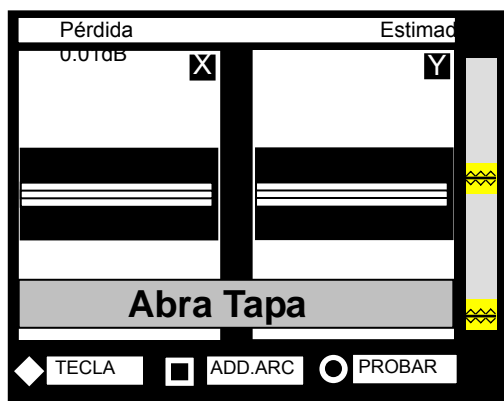 Pérdida Estimad
0.01dB
X Y
Abra Tapa
TECLA ADD.ARC PROBAR